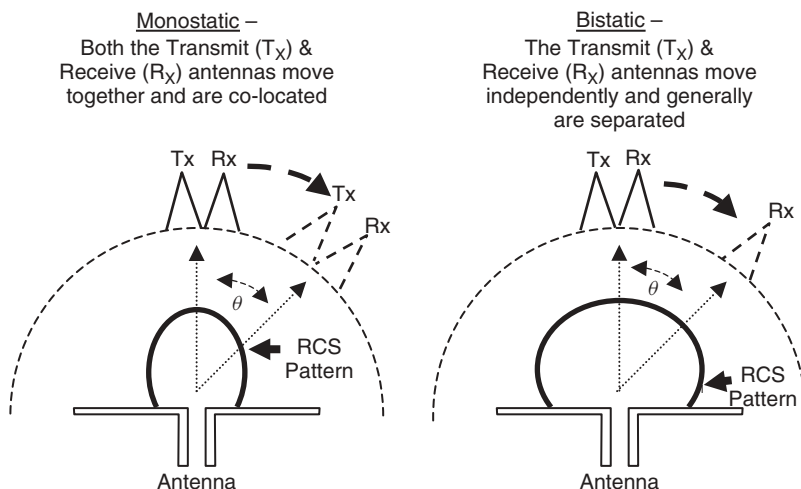 Monostatic –
Both the Transmit (TX) &
Receive (RX) antennas move
together and are co-located
Tx Rx
Tx
Rx
θ
RCS
Pattern
Antenna
Bistatic –
The Transmit (TX) &
Receive (RX) antennas move
independently and generally
are separated
Tx Rx
Rx
θ
RCS
Pattern
Antenna